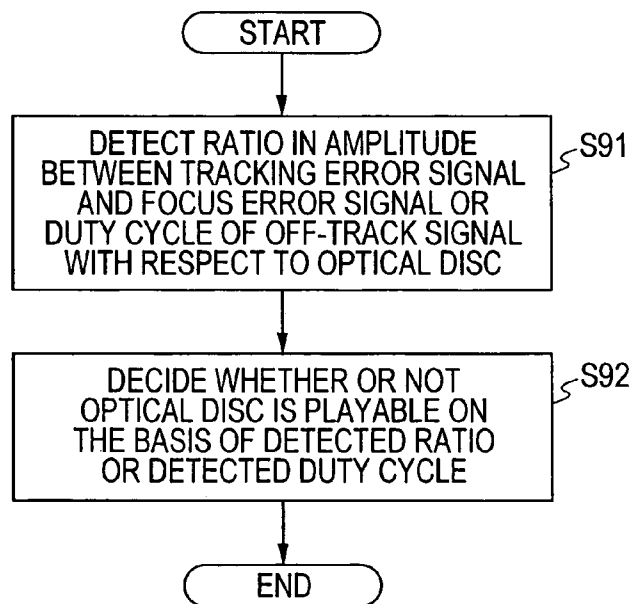 START
DETECT RATIO IN AMPLITUDE
BETWEEN TRACKING ERROR SIGNAL
AND FOCUS ERROR SIGNAL OR
DUTY CYCLE OF OFF-TRACK SIGNAL
WITH RESPECT TO OPTICAL DISC
S91
DECIDE WHETHER OR NOT
OPTICAL DISC IS PLAYABLE ON
THE BASIS OF DETECTED RATIO
OR DETECTED DUTY CYCLE
S92
END